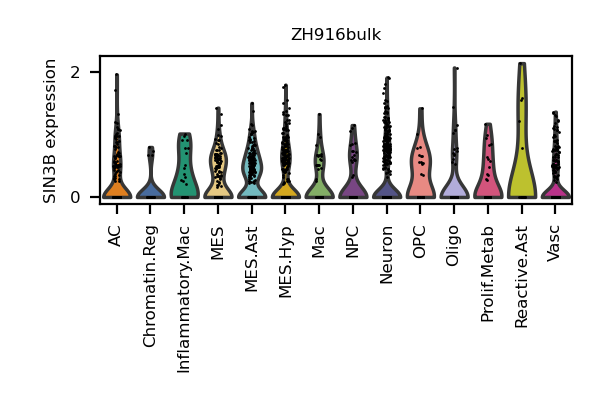 ZH916bulk
SIN3B expression
2
0
AC
Chromatin.Reg
Inflammatory.Mac
MES
MES.Ast
MES.Hyp
Mac
NPC
Neuron
OPC
Oligo
Prolif.Metab
Reactive.Ast
Vasc